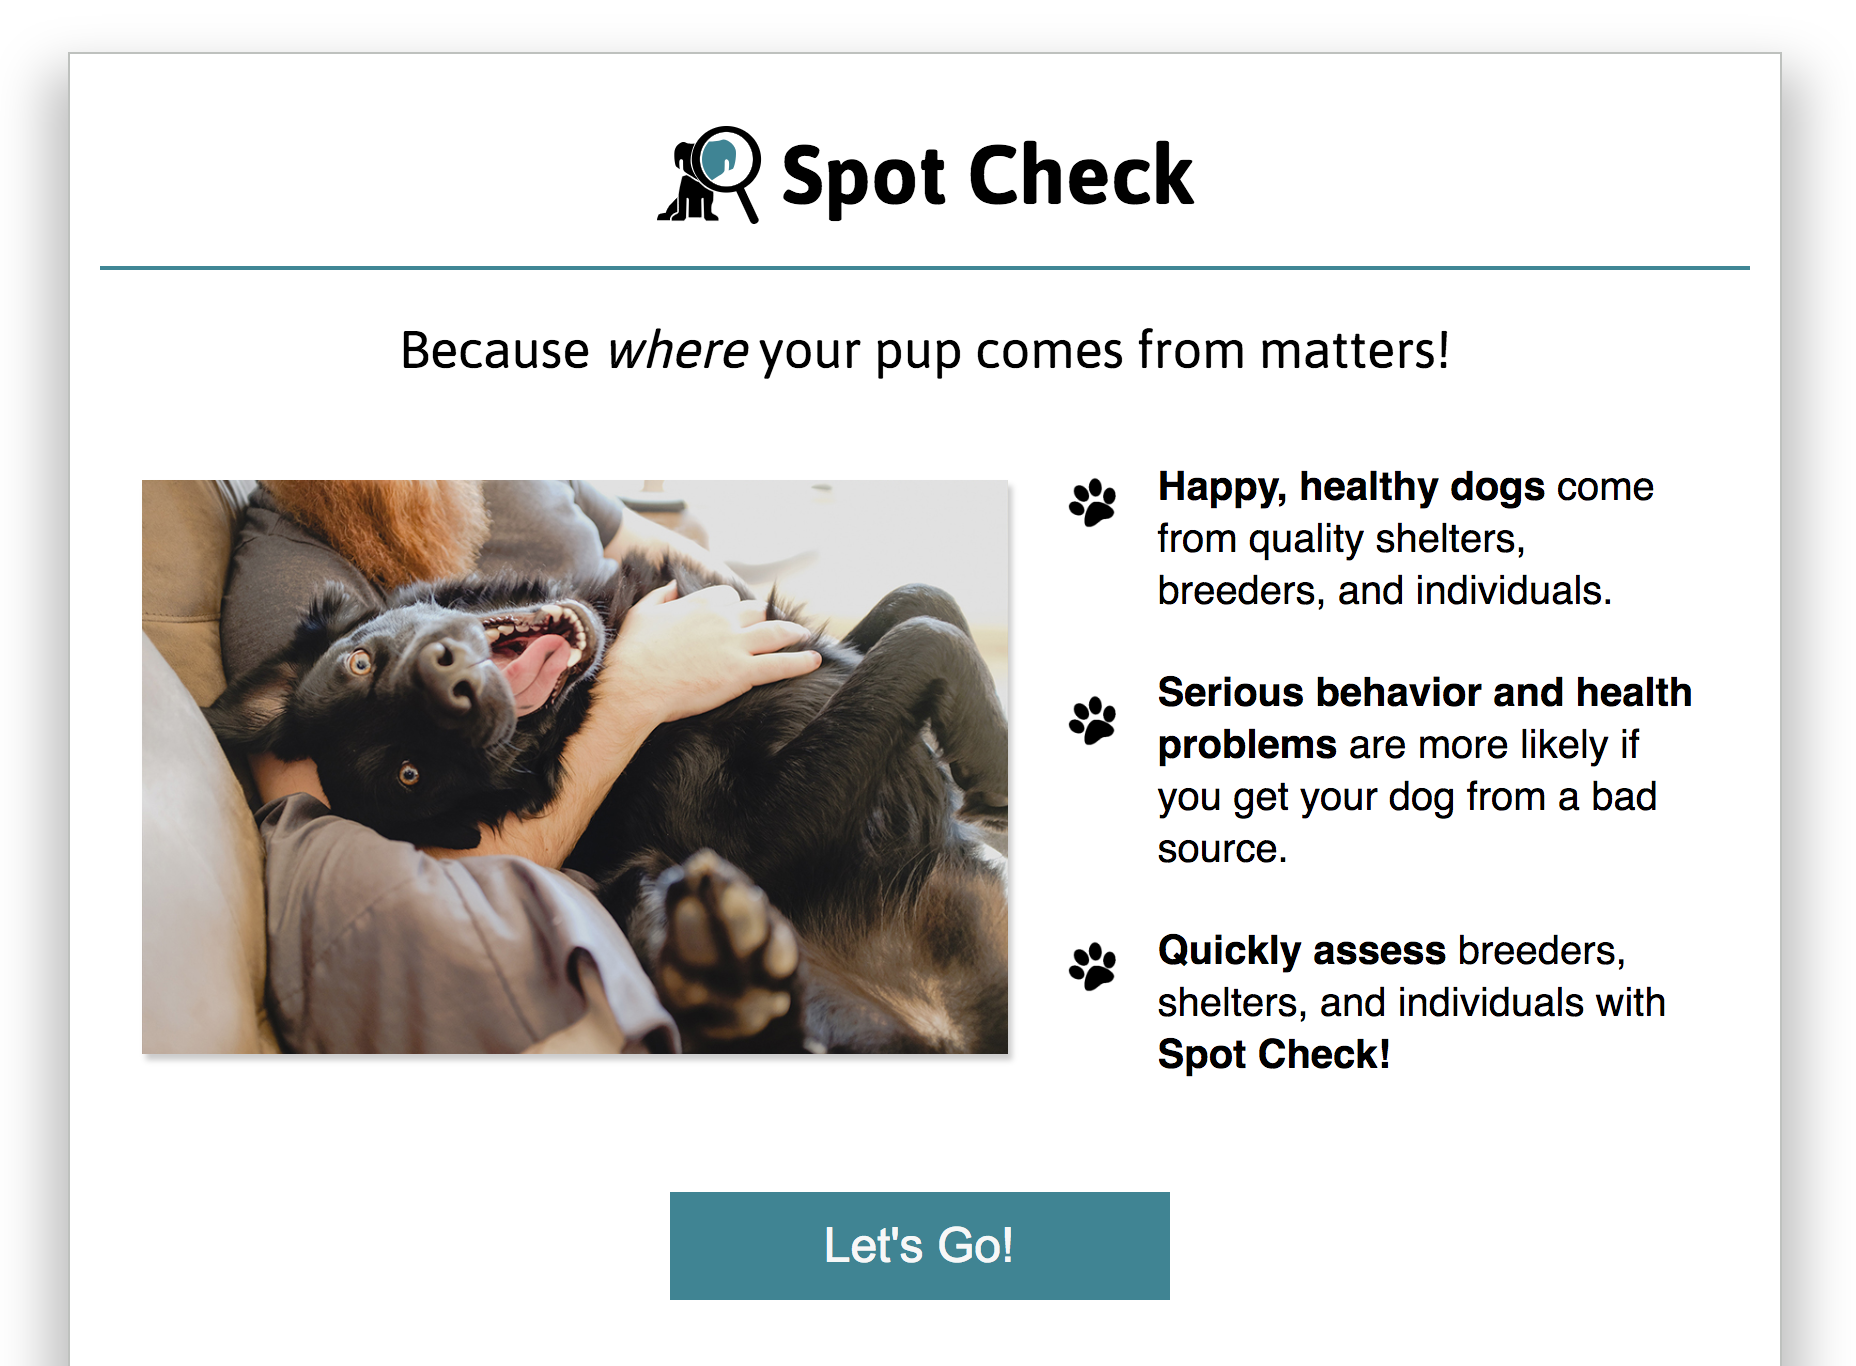 Spot Check
Because where your pup comes from matters!
Happy, healthy dogs come
from quality shelters,
breeders, and individuals.
Serious behavior and health
problems are more likely if
you get your dog from a bad
source.
Quickly assess breeders,
shelters, and individuals with
Spot Check!
Let's Go!